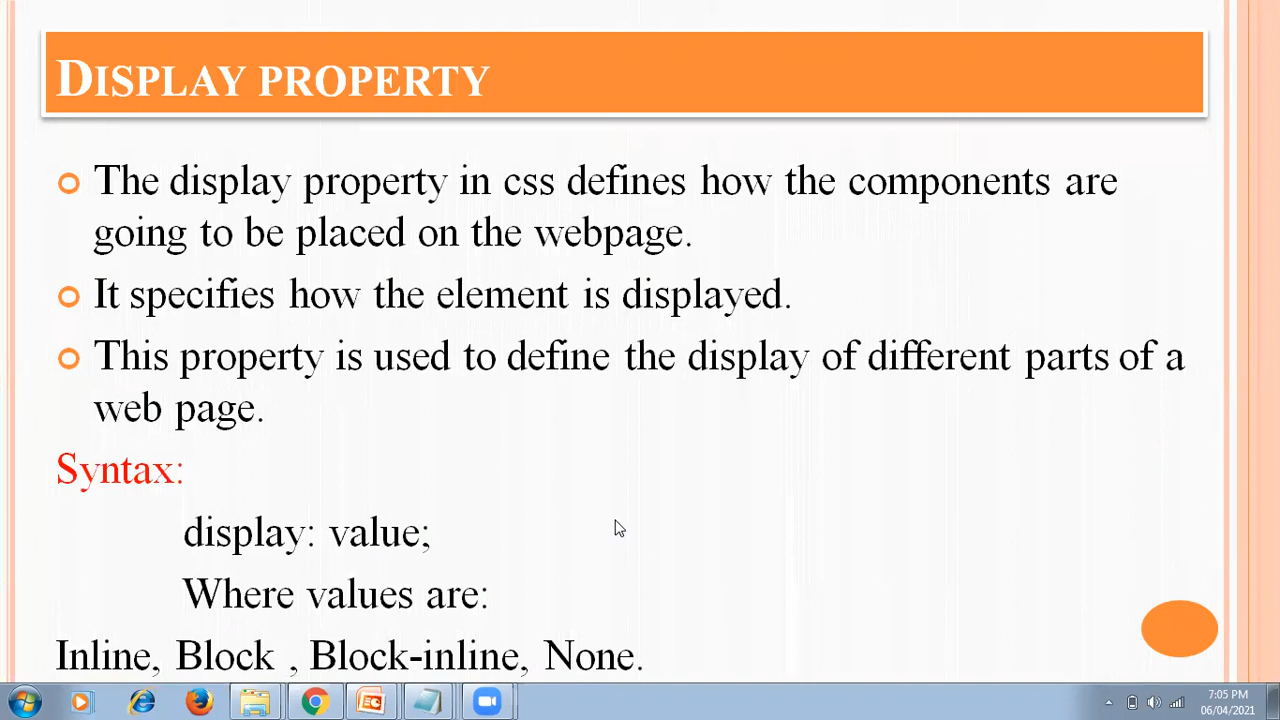 DISPLAY PROPERTY
The display property in css defines how the components are
going to be placed on the webpage.
It specifies how the element is displayed.
This property is used to define the display of different parts of a
web page.
Syntax:
display: value;
Where values are:
Inline, Block , Block-inline, None.
7:05 PM
06/04/2021